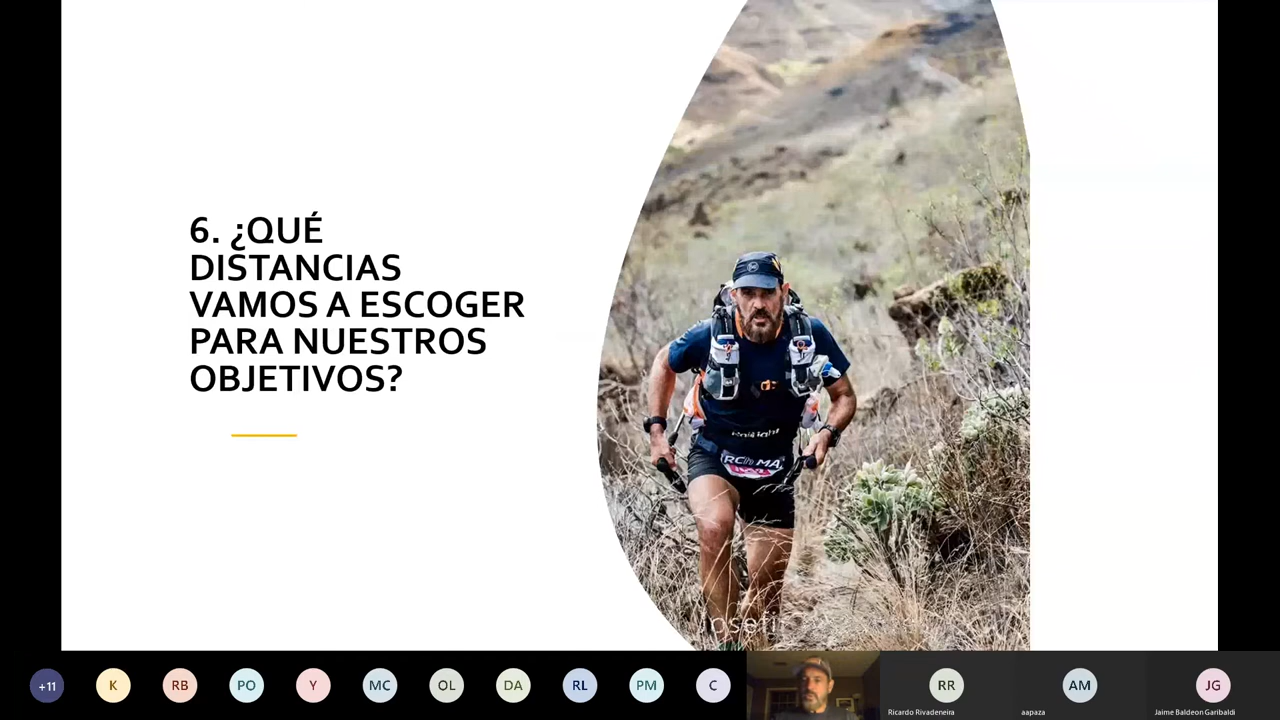 6. ¿QUÉ
DISTANCIAS
VAMOS A ESCOGER
PARA NUESTROS
OBJETIVOS?
RailLight
+11
K
RB
PO
Y
MC
OL
DA
RL
PM
C
RR
AM
JG
Ricardo Rivadeneira
aapaza
Jaime Baldeon Garibaldi